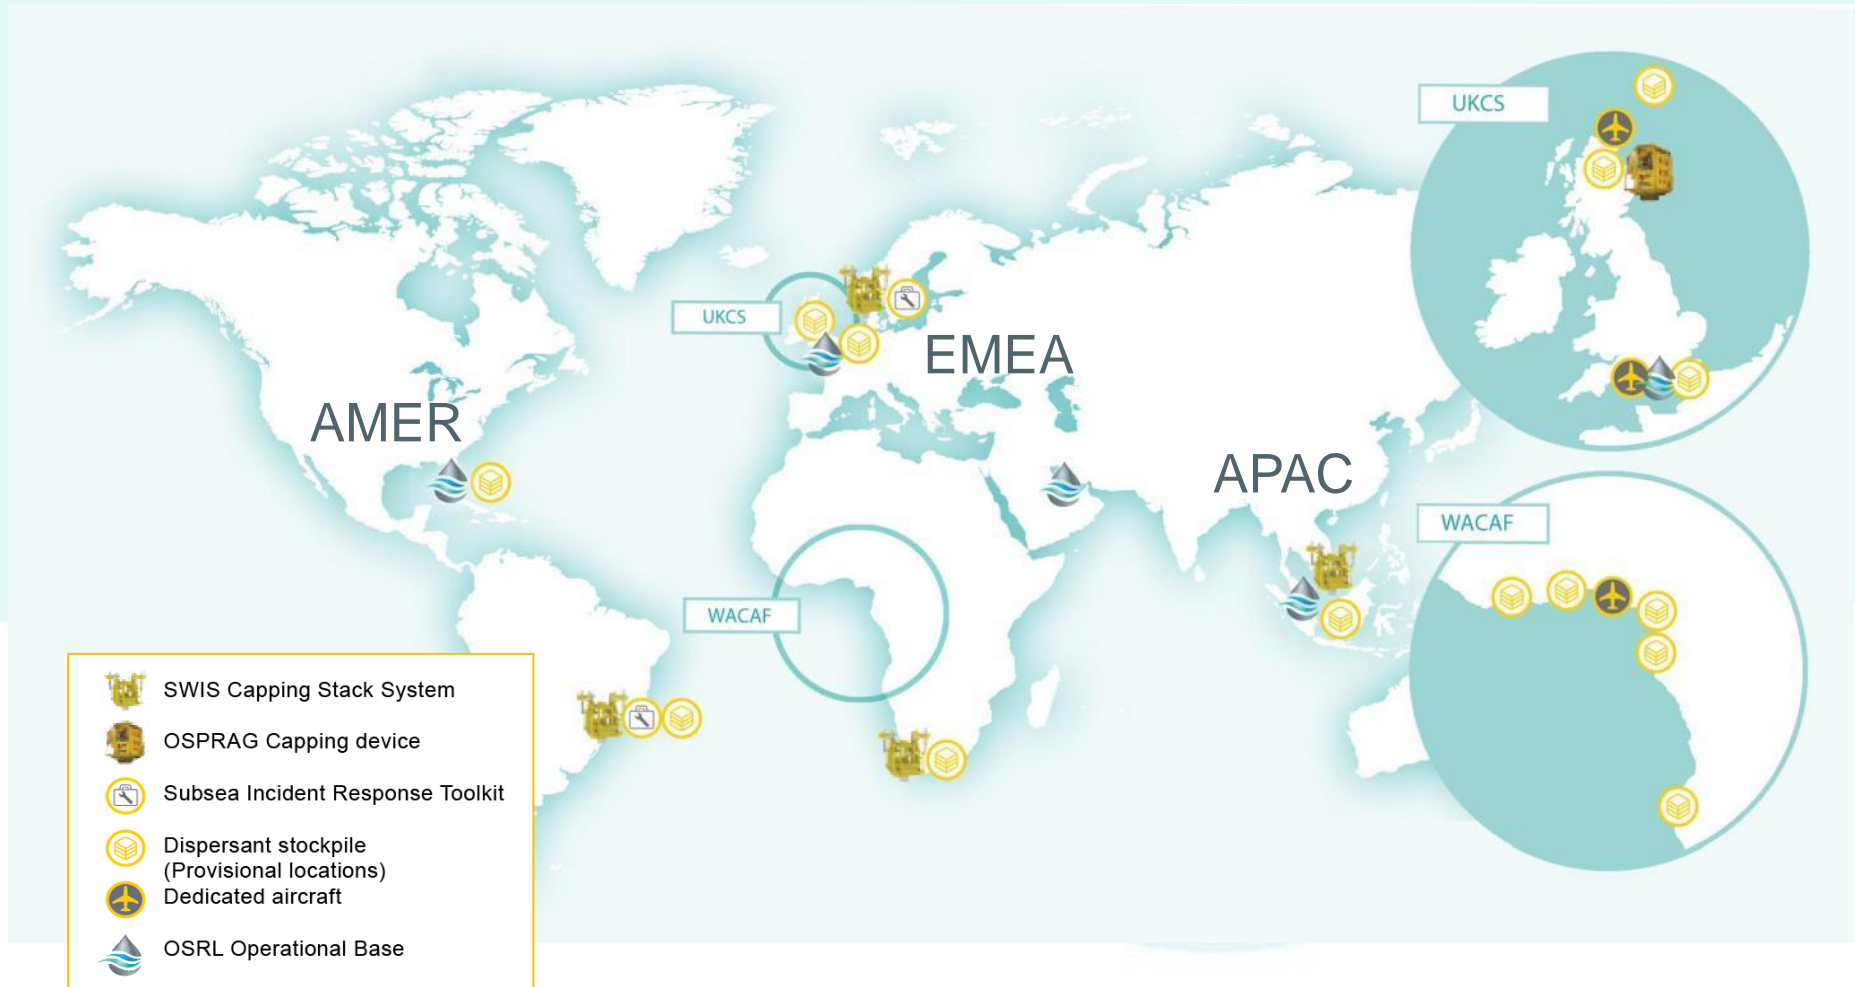 UKCS
UKCS
EMEA
AMER
APAC
WACAF
WACAF
SWIS Capping Stack System
OSPRAG Capping device
Subsea Incident Response Toolkit
Dispersant stockpile
(Provisional locations)
Dedicated aircraft
OSRL Operational Base